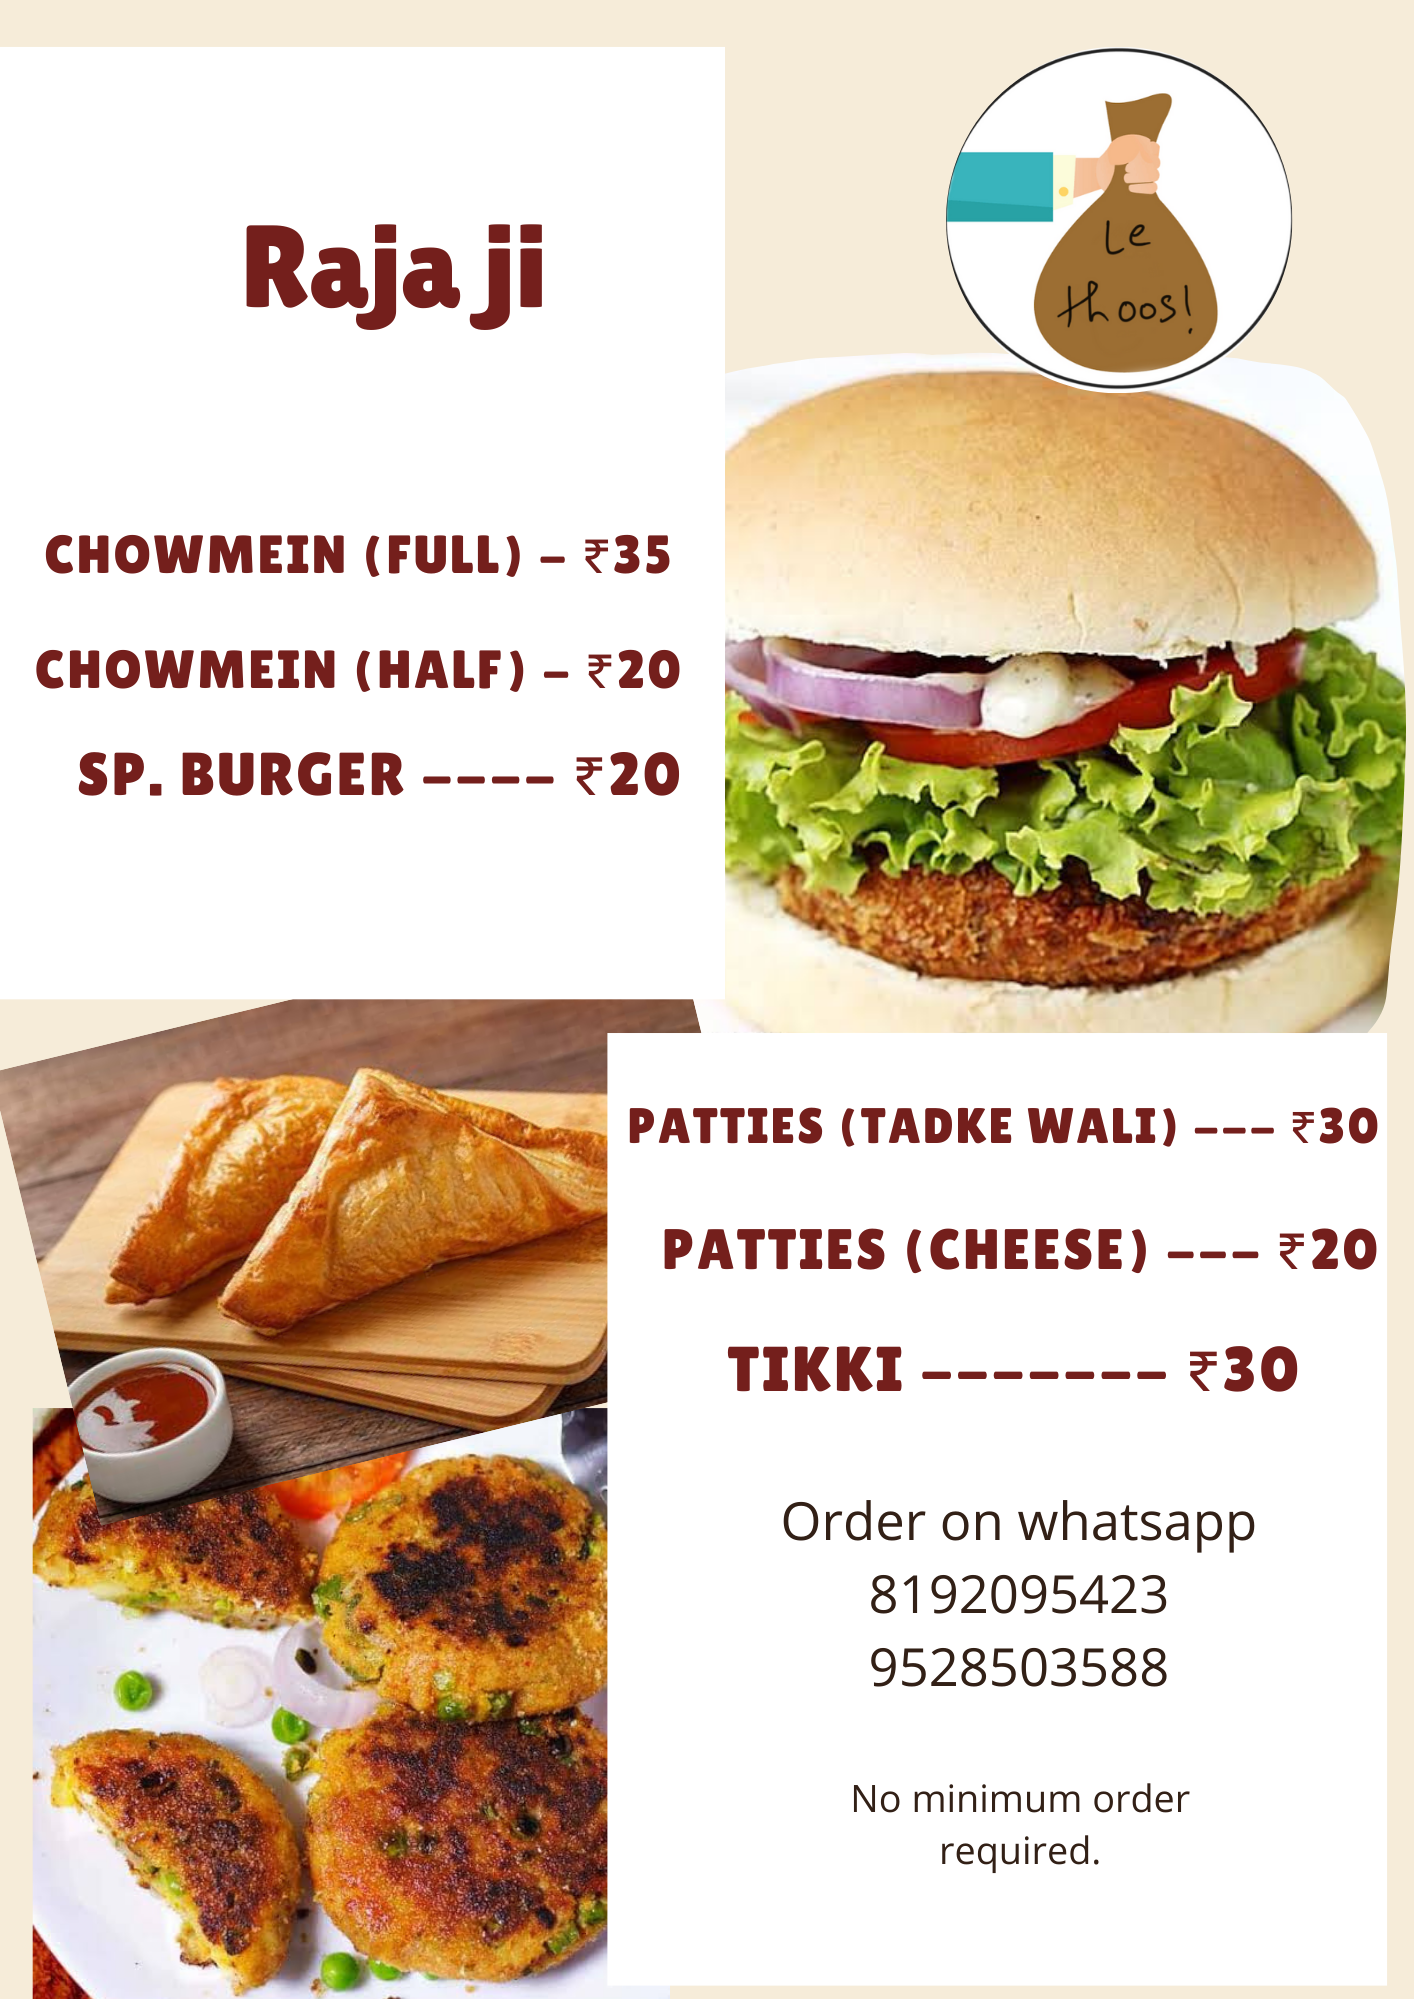 Raja ji
Le
thoos!
CHOWMEIN (FULL) - ₹35
CHOWMEIN (HALF) - ₹20
SP. BURGER ---- ₹20
PATTIES (TADKE WALI) --- ₹30
PATTIES (CHEESE) --- ₹20
TIKKI ------- ₹30
Order on whatsapp
8192095423
9528503588
No minimum order
required.